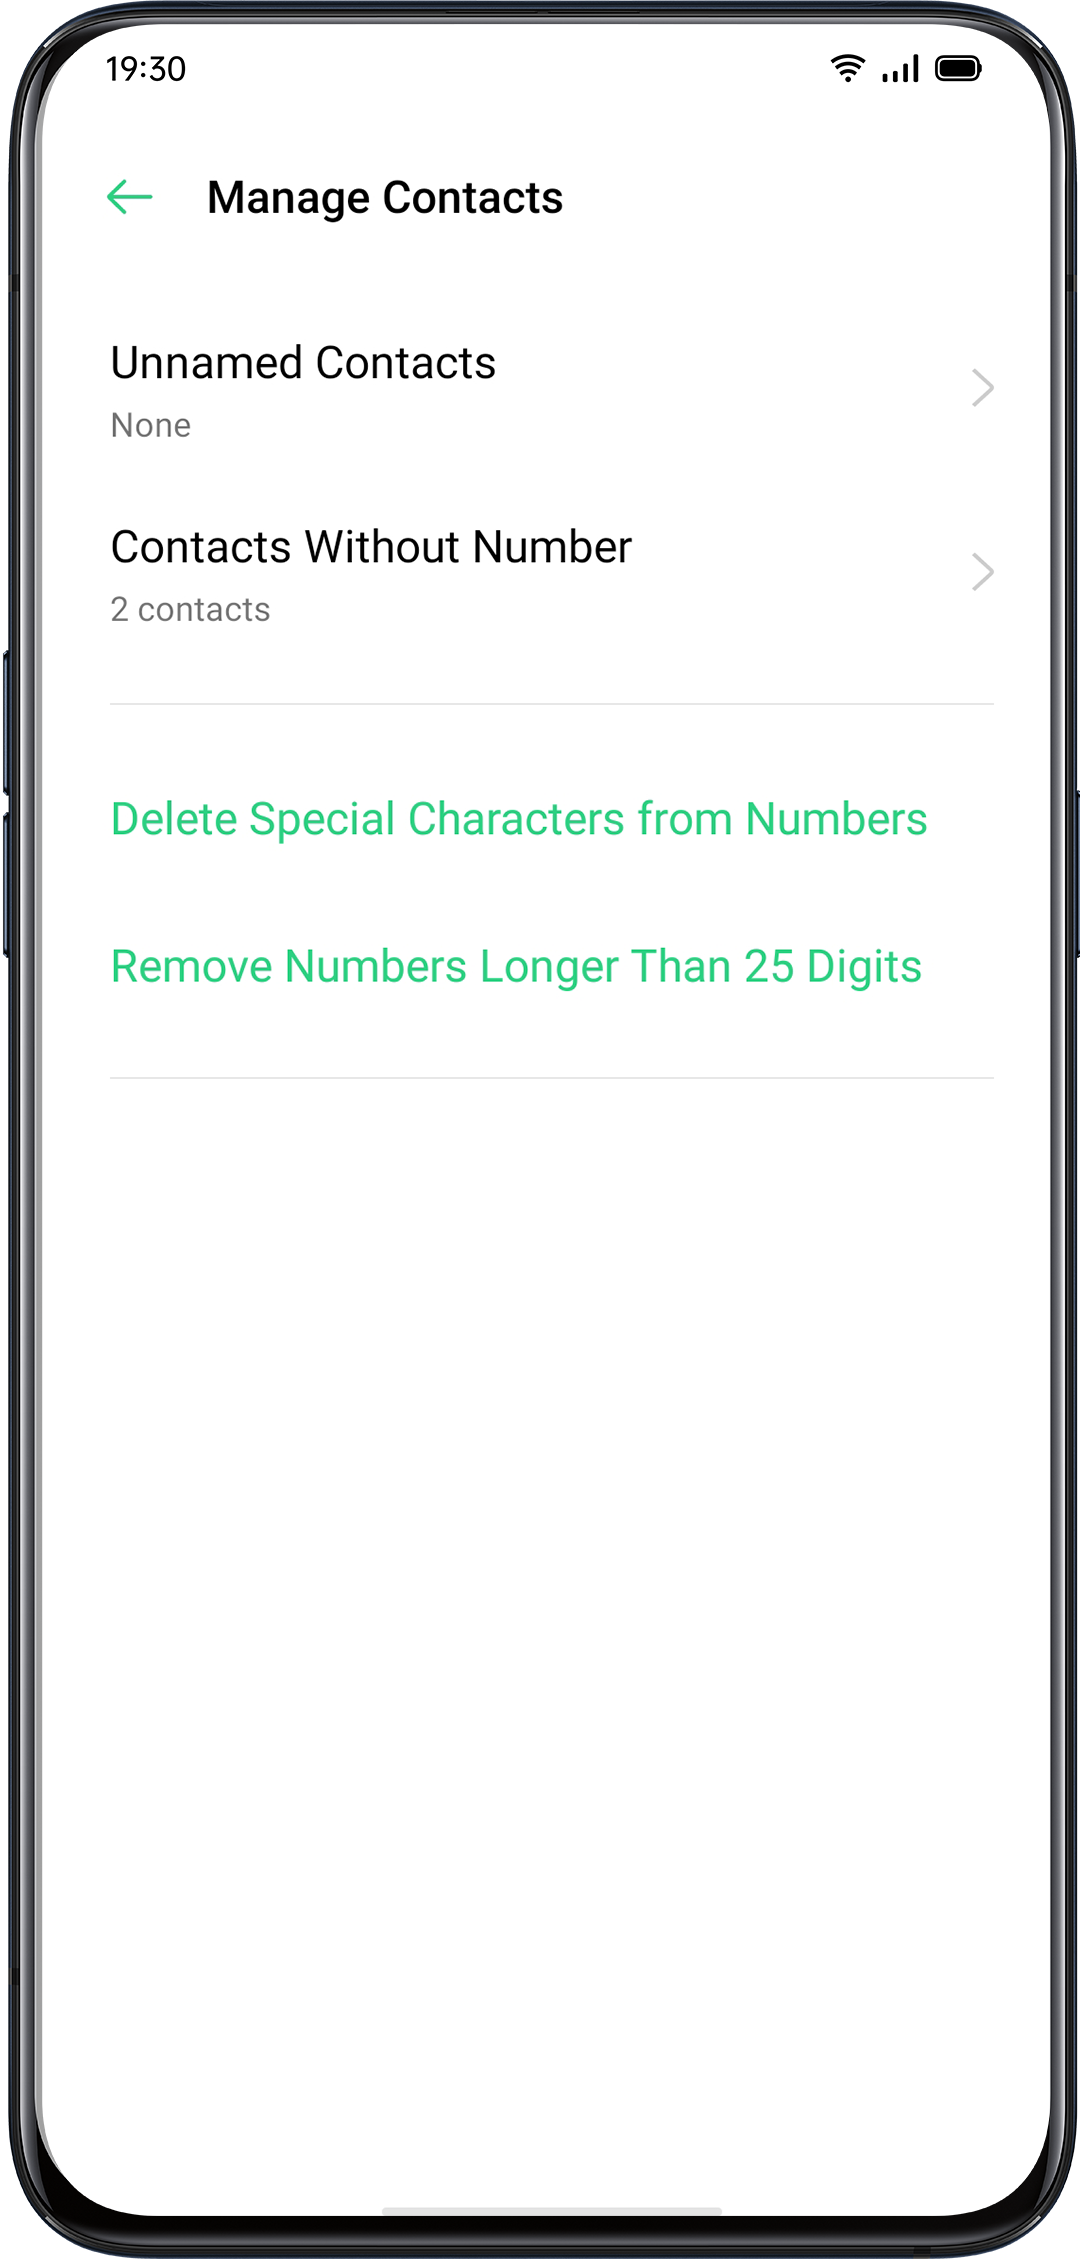 19:30
Manage Contacts
Unnamed Contacts
None
Contacts Without Number
2 contacts
Delete Special Characters from Numbers
Remove Numbers Longer Than 25 Digits